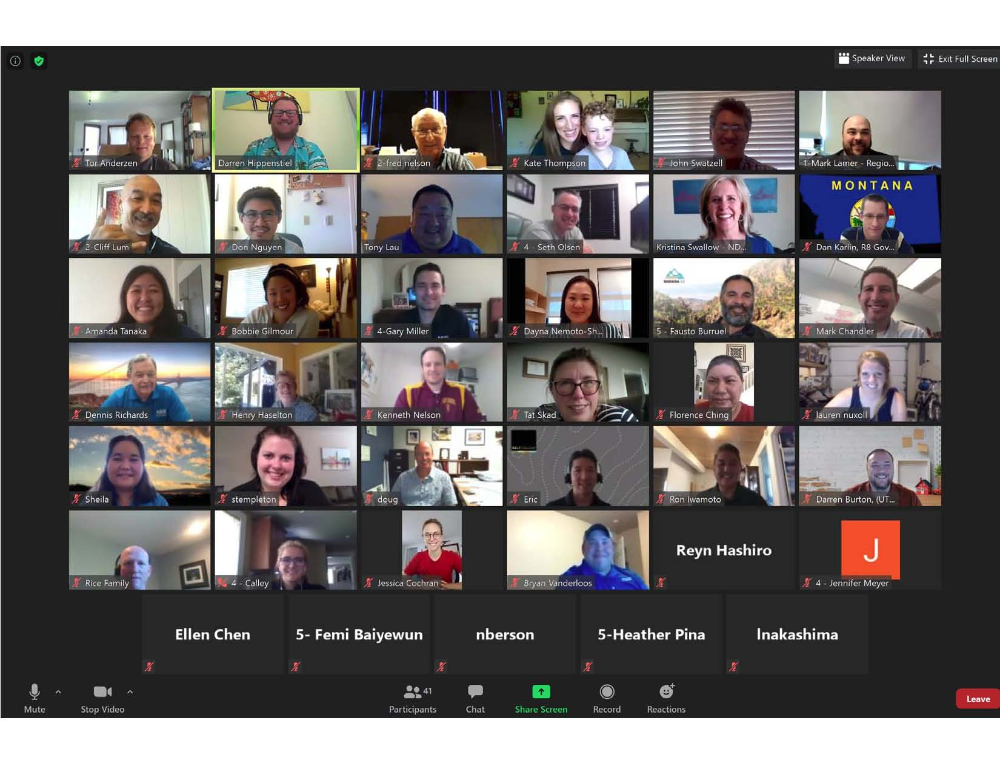 Speaker View
Exit Full Screen
Tor Anderzen
Darren Hippenstiel
2-fred nelson
Kate Thompson
John Swatzell
1-Mark Lamer - Regio...
2-Cliff Lum
Don Nguyen
Tony Lau
4 - Seth Olsen
Kristina Swallow - ND...
MONTANA
Dan Karlin, R8 Gov...
Amanda Tanaka
Bobbie Gilmour
4-Gary Miller
Dayna Nemoto-Sh...
5 - Fausto Burruel
Mark Chandler
Dennis Richards
Henry Haselton
Kenneth Nelson
Tat Skad
Florence Ching
lauren nuxoll
Sheila
stempleton
doug
Eric
Ron Iwamoto
Darren Burton, (UT...
Rice Family
4 - Calley
Jessica Cochran
Bryan Vanderloos
Reyn Hashiro
J
4 - Jennifer Meyer
Ellen Chen
5- Femi Baiyewun
nberson
5-Heather Pina
lnakashima
Mute
Stop Video
41
Participants
Chat
Share Screen
Record
Reactions
Leave